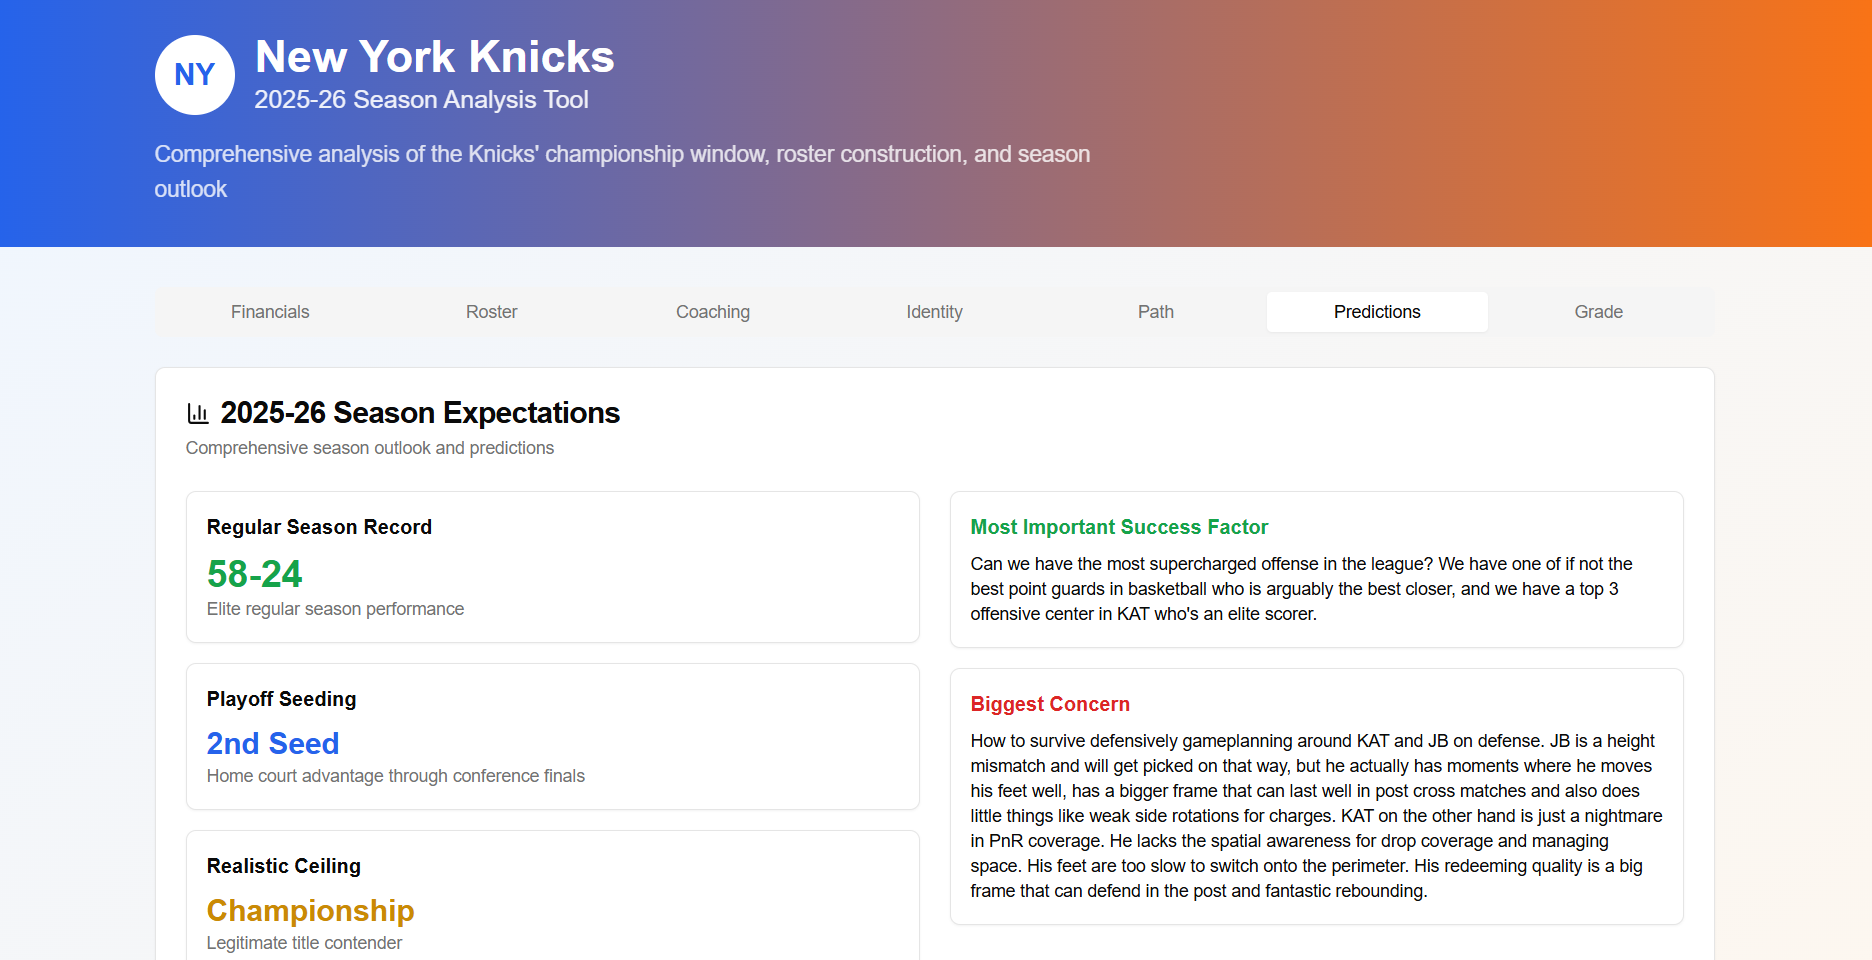 NY
New York Knicks
2025-26 Season Analysis Tool
Comprehensive analysis of the Knicks' championship window, roster construction, and season
outlook
Financials
Roster
Coaching
Identity
Path
Predictions
Grade
2025-26 Season Expectations
Comprehensive season outlook and predictions
Regular Season Record
58-24
Elite regular season performance
Playoff Seeding
2nd Seed
Home court advantage through conference finals
Realistic Ceiling
Championship
Legitimate title contender
Most Important Success Factor
Can we have the most supercharged offense in the league? We have one of if not the
best point guards in basketball who is arguably the best closer, and we have a top 3
offensive center in KAT who's an elite scorer.
Biggest Concern
How to survive defensively gameplanning around KAT and JB on defense. JB is a height
mismatch and will get picked on that way, but he actually has moments where he moves
his feet well, has a bigger frame that can last well in post cross matches and also does
little things like weak side rotations for charges. KAT on the other hand is just a nightmare
in PnR coverage. He lacks the spatial awareness for drop coverage and managing
space. His feet are too slow to switch onto the perimeter. His redeeming quality is a big
frame that can defend in the post and fantastic rebounding.